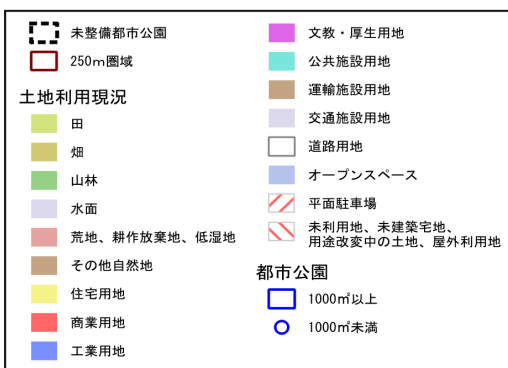 未整備都市公園
250m圏域
土地利用現況
田
畑
山林
水面
荒地、耕作放棄地、低湿地
その他自然地
住宅用地
商業用地
工業用地
文教・厚生用地
公共施設用地
運輸施設用地
交通施設用地
道路用地
オープンスペース
平面駐車場
未利用地、未建築宅地、
用途改変中の土地、屋外利用地
都市公園
1000㎡以上
1000㎡未満